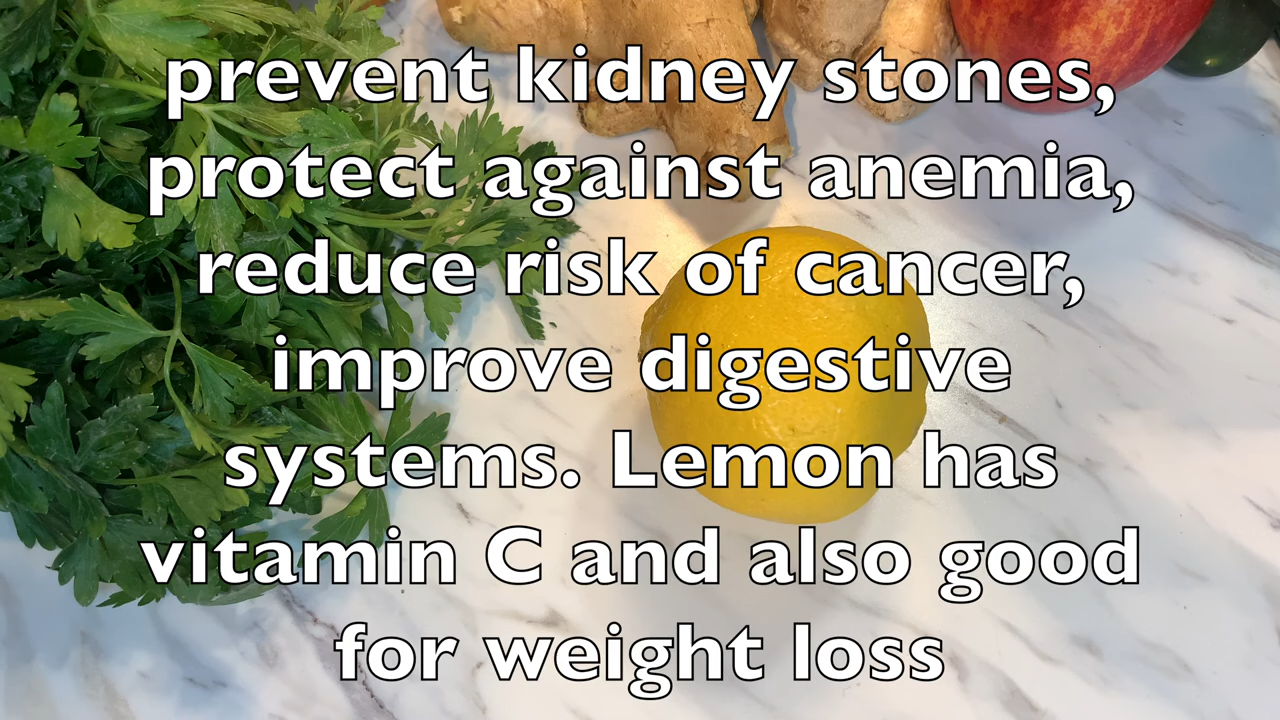 prevent kidney stones,
protect against anemia,
reduce risk of cancer,
improve digestive
systems. Lemon has
vitamin C and also good
for weight loss